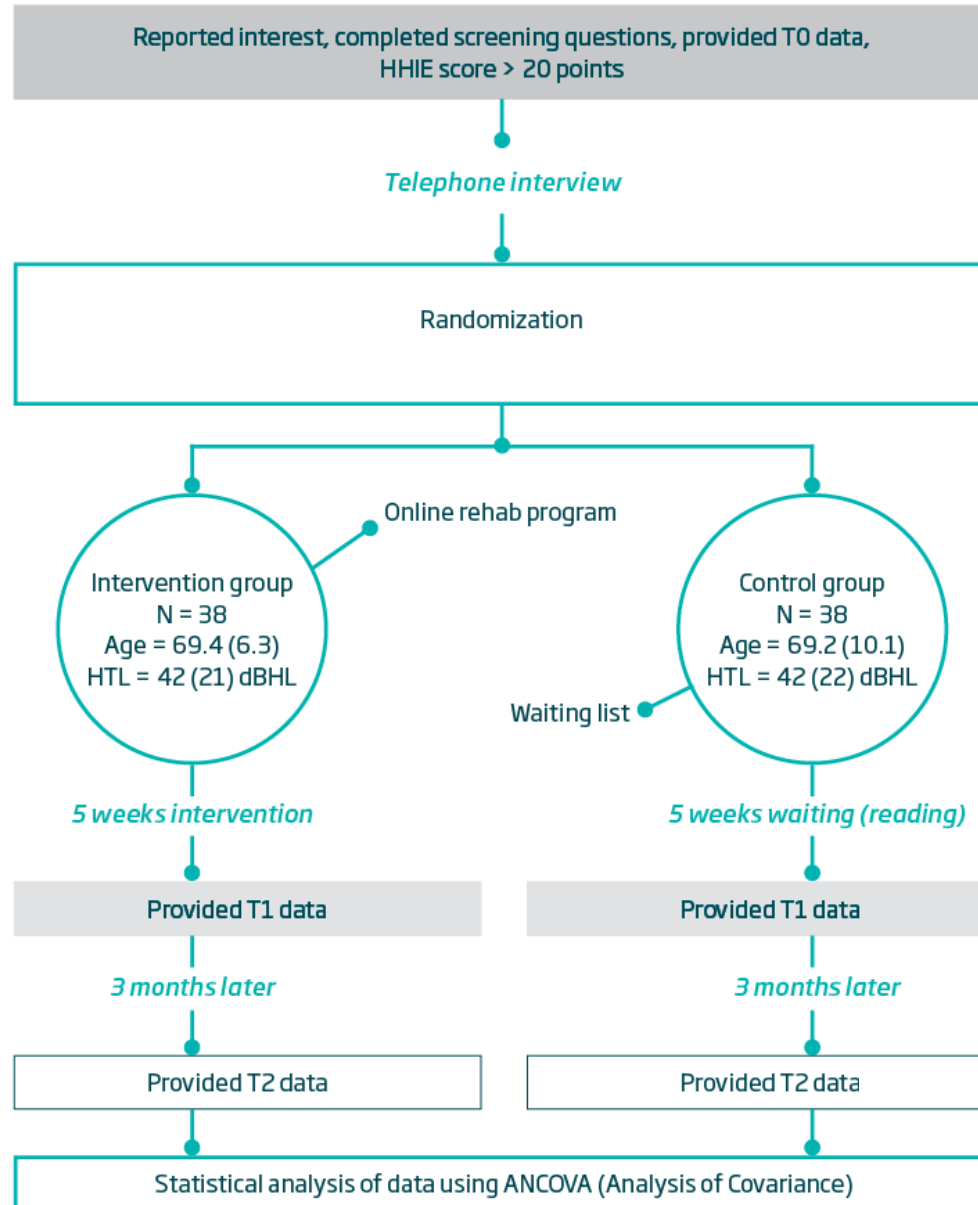 Reported interest, completed screening questions, provided T0 data,
HHIE score > 20 points
Telephone interview
Randomization
Online rehab program
Intervention group
N = 38
Age = 69.4 (6.3)
HTL = 42 (21) dBHL
Control group
N = 38
Age = 69.2 (10.1)
HTL = 42 (22) dBHL
Waiting list
5 weeks intervention
5 weeks waiting (reading)
Provided T1 data
Provided T1 data
3 months later
3 months later
Provided T2 data
Provided T2 data
Statistical analysis of data using ANCOVA (Analysis of Covariance)